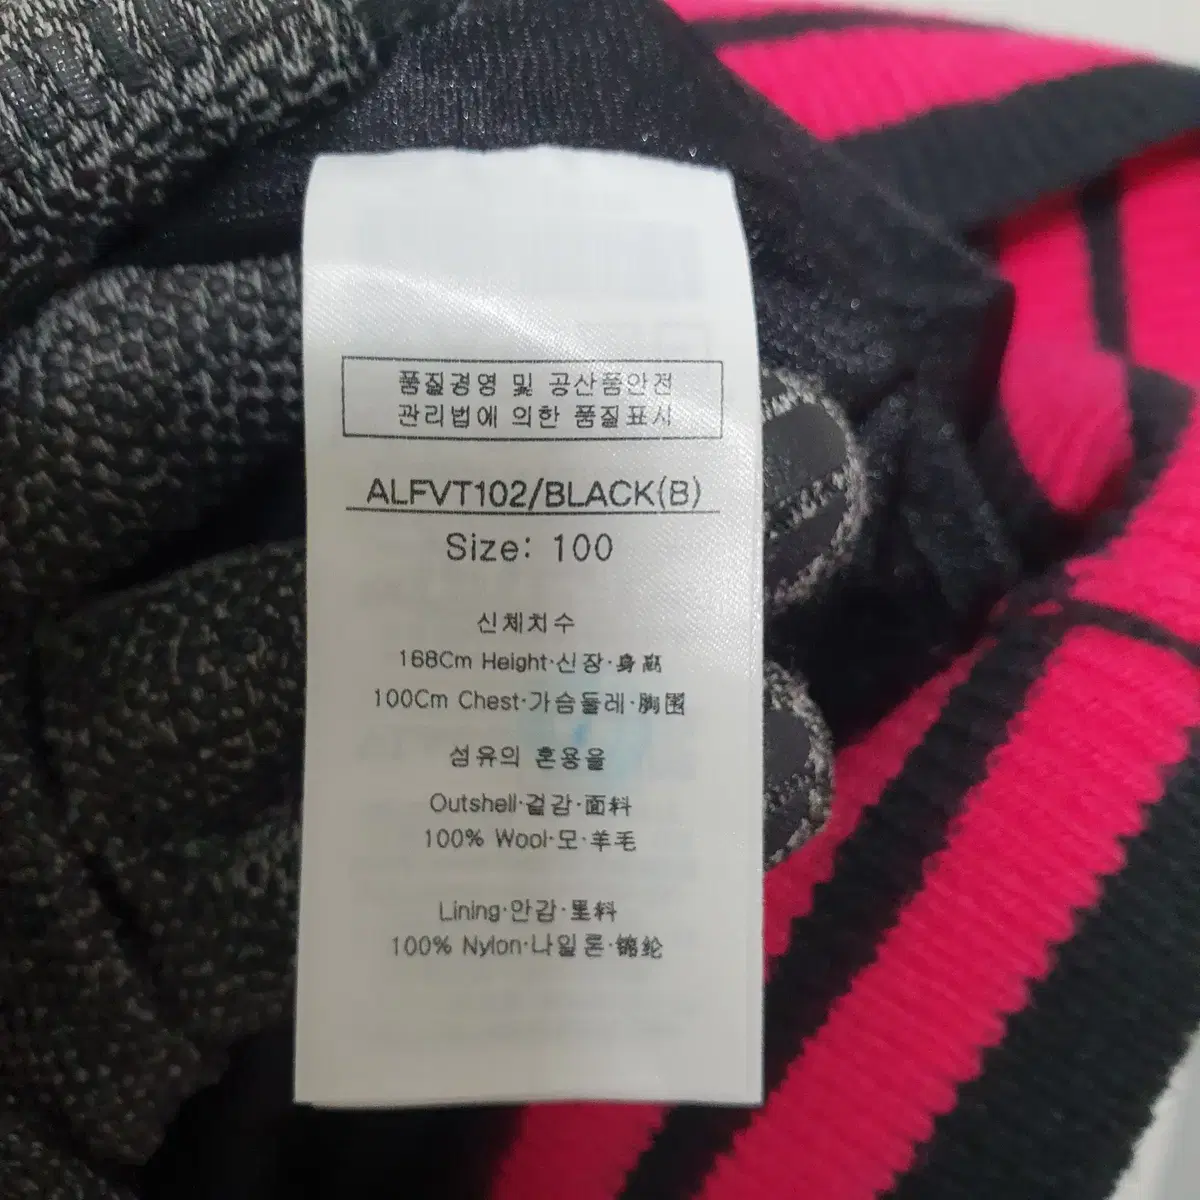 품질경영 및 공산품안전
관리법에 의한 품질표시
ALFVT102/BLACK(B)
Size: 100
신체치수
168Cm Height·신장·身高
100Cm Chest·가슴둘레·胸围
섬유의 혼용율
Outshell·겉감·面料
100% Wool·모·羊毛
Lining·안감·里料
100% Nylon·나일론·锦纶